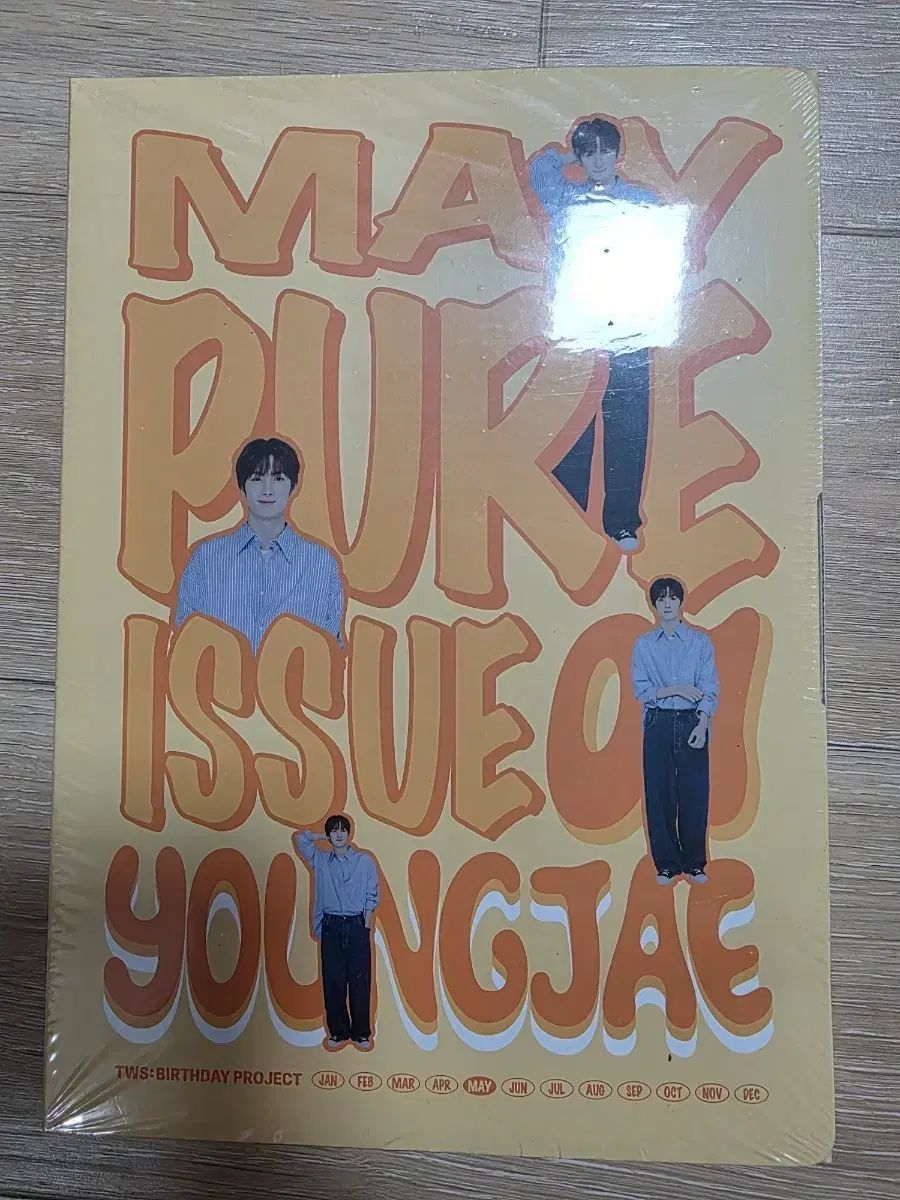 MAY
PURE
ISSUE 01
YOUNGJAE
TWS:BIRTHDAY PROJECT JAN FEB MAR APR MAY JUN JUL AUG SEP OCT NOV DEC